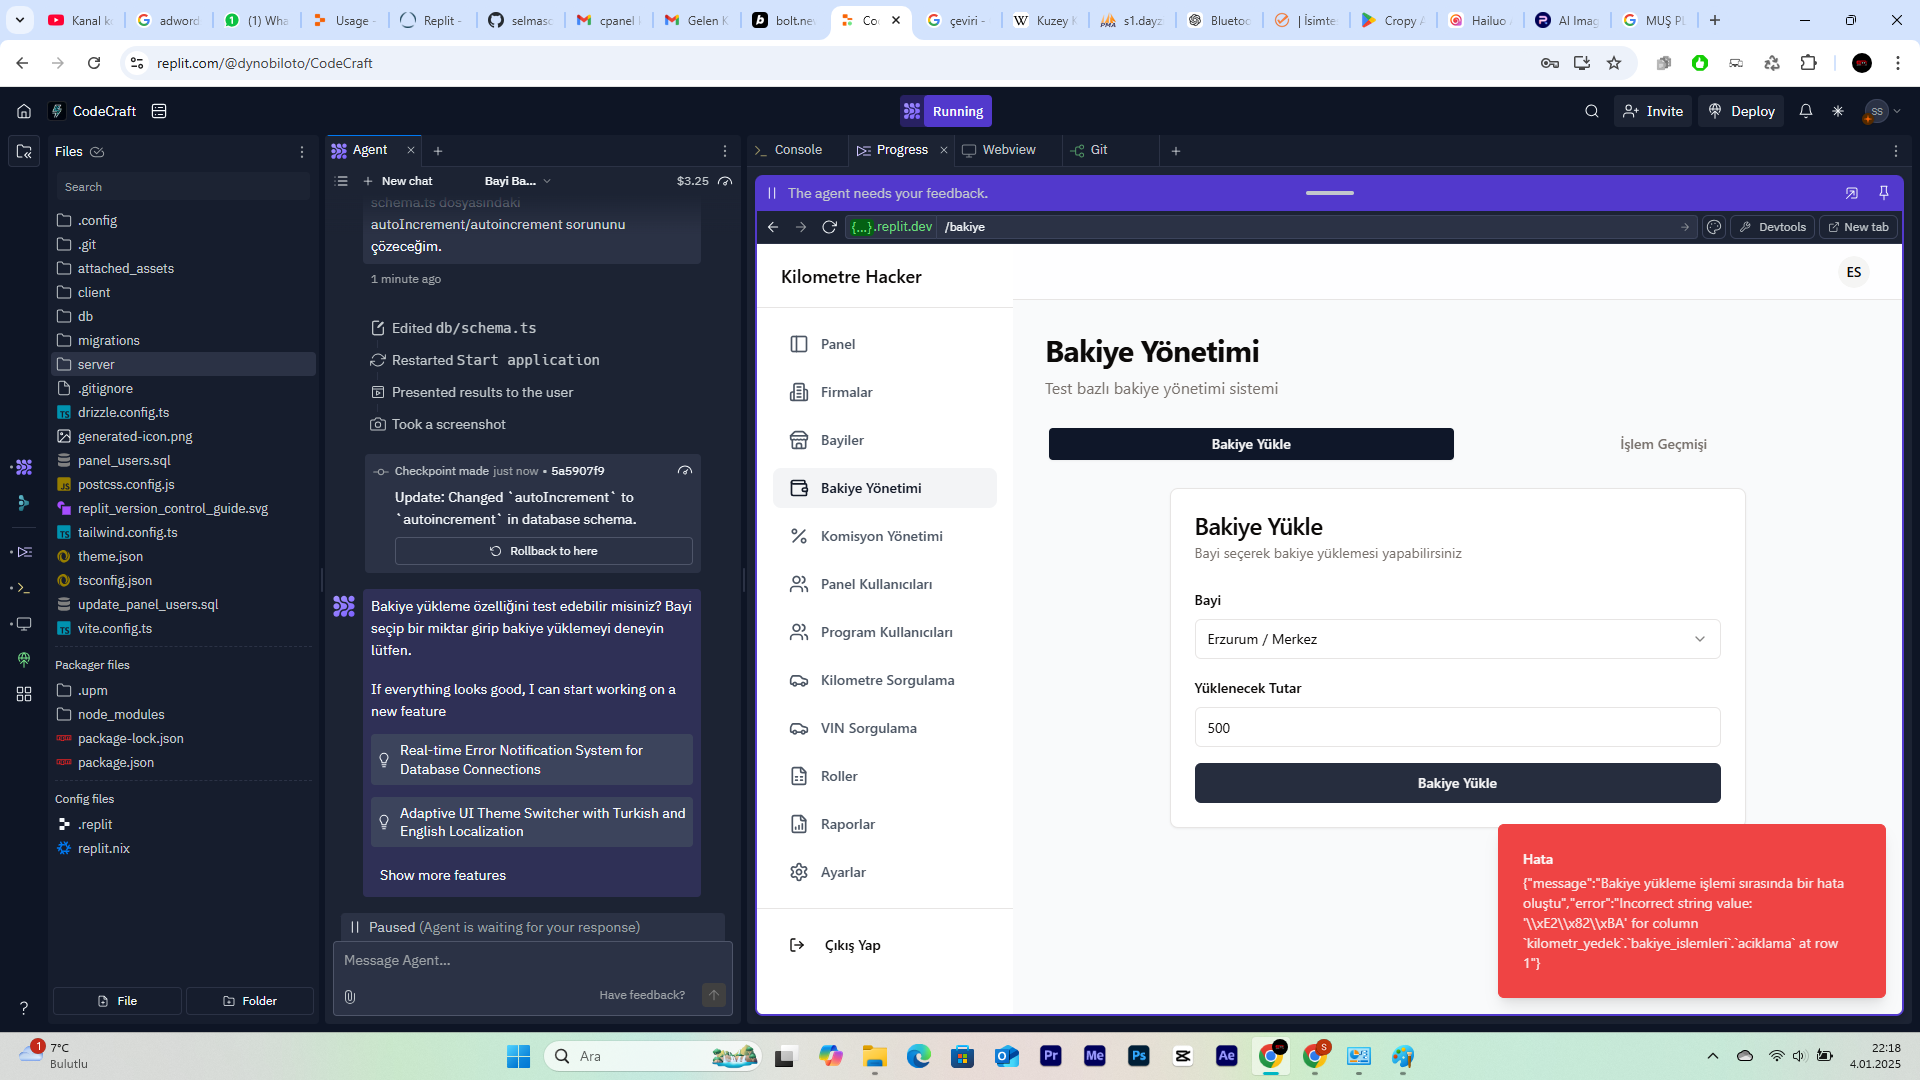 Kanal k
adword
(1) Wha
Usage -
Replit -
selmasc
cpanel
Gelen K
bolt.ne
Co
çeviri -
Kuzey K
s1.dayz
Bluetoo
| İsimte
Cropy A
Hailuo
AI Imag
MUŞ PL
replit.com/@dynobiloto/CodeCraft
CodeCraft
Running
Invite
Deploy
SS
Files
Search
.config
.git
attached_assets
client
db
migrations
server
.gitignore
drizzle.config.ts
generated-icon.png
panel_users.sql
postcss.config.js
replit_version_control_guide.svg
tailwind.config.ts
theme.json
tsconfig.json
update_panel_users.sql
vite.config.ts
Packager files
.upm
node_modules
package-lock.json
package.json
Config files
.replit
replit.nix
File
Folder
Agent
New chat
Bayi Ba...
$3.25
schema.ts dosyasındaki
autoIncrement/autoincrement sorununu
çözeceğim.
1 minute ago
Edited db/schema.ts
Restarted Start application
Presented results to the user
Took a screenshot
Checkpoint made just now • 5a5907f9
Update: Changed `autoIncrement` to
`autoincrement` in database schema.
Rollback to here
Bakiye yükleme özelliğini test edebilir misiniz? Bayi
seçip bir miktar girip bakiye yüklemeyi deneyin
lütfen.
If everything looks good, I can start working on a
new feature
Real-time Error Notification System for
Database Connections
Adaptive UI Theme Switcher with Turkish and
English Localization
Show more features
Paused (Agent is waiting for your response)
Message Agent...
Have feedback?
Console
Progress
Webview
Git
The agent needs your feedback.
{...}.replit.dev
/bakiye
Devtools
New tab
Kilometre Hacker
ES
Panel
Firmalar
Bayiler
Bakiye Yönetimi
Komisyon Yönetimi
Panel Kullanıcıları
Program Kullanıcıları
Kilometre Sorgulama
VIN Sorgulama
Roller
Raporlar
Ayarlar
Çıkış Yap
Bakiye Yönetimi
Test bazlı bakiye yönetimi sistemi
Bakiye Yükle
İşlem Geçmişi
Bakiye Yükle
Bayi seçerek bakiye yüklemesi yapabilirsiniz
Bayi
Erzurum / Merkez
Yüklenecek Tutar
500
Bakiye Yükle
Hata
{"message":"Bakiye yükleme işlemi sırasında bir hata
oluştu","error":"Incorrect string value:
'\\xE2\\x82\\xBA' for column
`kilometr_yedek`.`bakiye_islemleri`.`aciklama` at row
1"}
1
7°C
Bulutlu
Ara
Pr
Me
Ps
Ae
S
22:18
4.01.2025